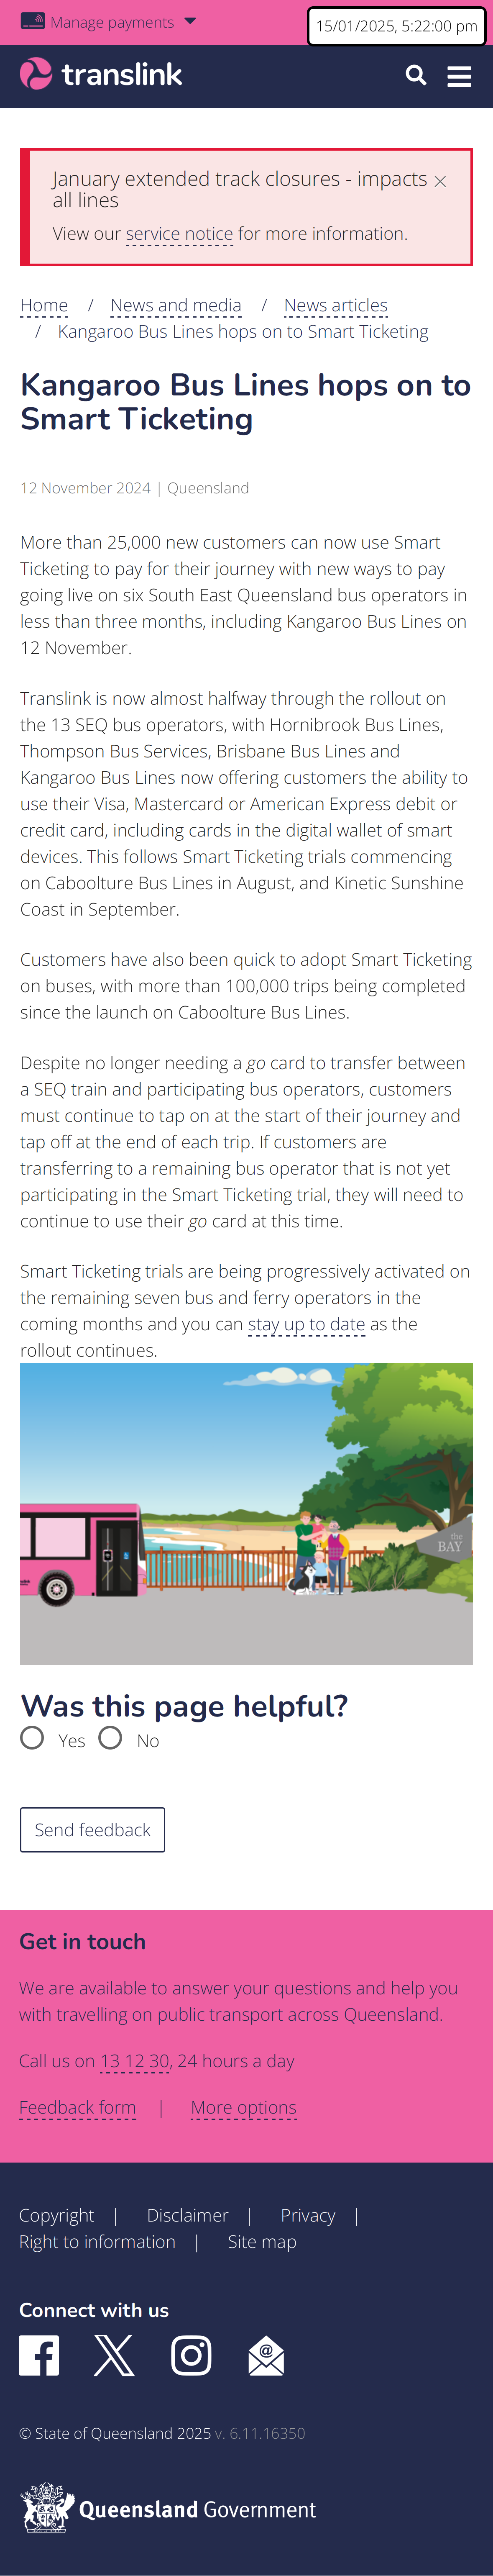 Manage payments
15/01/2025, 5:22:00 pm
translink
January extended track closures - impacts
all lines
View our service notice for more information.
Home / News and media / News articles
/ Kangaroo Bus Lines hops on to Smart Ticketing
Kangaroo Bus Lines hops on to
Smart Ticketing
12 November 2024 | Queensland
More than 25,000 new customers can now use Smart
Ticketing to pay for their journey with new ways to pay
going live on six South East Queensland bus operators in
less than three months, including Kangaroo Bus Lines on
12 November.
Translink is now almost halfway through the rollout on
the 13 SEQ bus operators, with Hornibrook Bus Lines,
Thompson Bus Services, Brisbane Bus Lines and
Kangaroo Bus Lines now offering customers the ability to
use their Visa, Mastercard or American Express debit or
credit card, including cards in the digital wallet of smart
devices. This follows Smart Ticketing trials commencing
on Caboolture Bus Lines in August, and Kinetic Sunshine
Coast in September.
Customers have also been quick to adopt Smart Ticketing
on buses, with more than 100,000 trips being completed
since the launch on Caboolture Bus Lines.
Despite no longer needing a go card to transfer between
a SEQ train and participating bus operators, customers
must continue to tap on at the start of their journey and
tap off at the end of each trip. If customers are
transferring to a remaining bus operator that is not yet
participating in the Smart Ticketing trial, they will need to
continue to use their go card at this time.
Smart Ticketing trials are being progressively activated on
the remaining seven bus and ferry operators in the
coming months and you can stay up to date as the
rollout continues.
the
BAY
Was this page helpful?
Yes No
Send feedback
Get in touch
We are available to answer your questions and help you
with travelling on public transport across Queensland.
Call us on 13 12 30, 24 hours a day
Feedback form | More options
Copyright | Disclaimer | Privacy |
Right to information | Site map
Connect with us
© State of Queensland 2025 v. 6.11.16350
Queensland Government